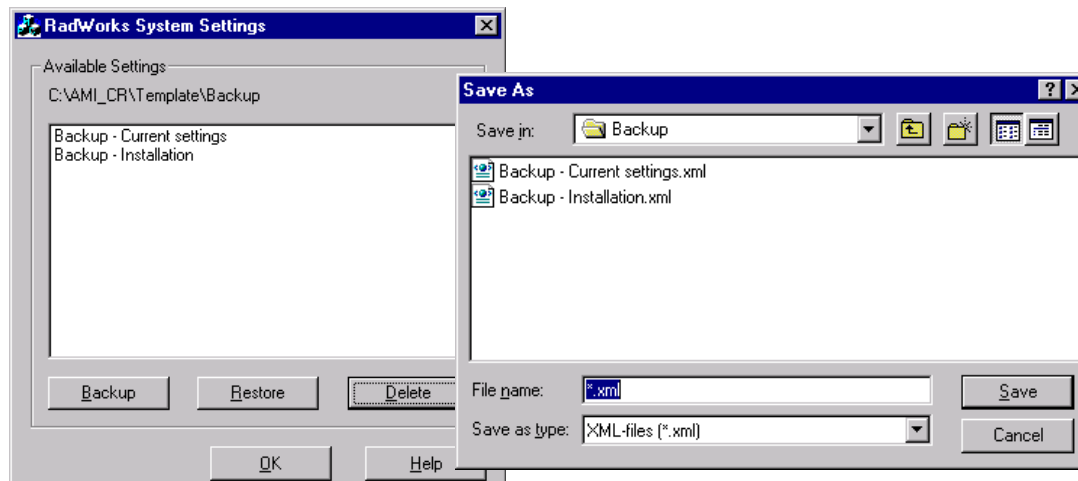 RadWorks System Settings
Available Settings
C:\AMI_CR\Template\Backup
Backup - Current settings
Backup - Installation
Backup
Restore
Delete
OK
Help
Save As
Save in:
Backup
Backup - Current settings.xml
Backup - Installation.xml
File name:
*.xml
Save
Save as type:
XML-files (*.xml)
Cancel